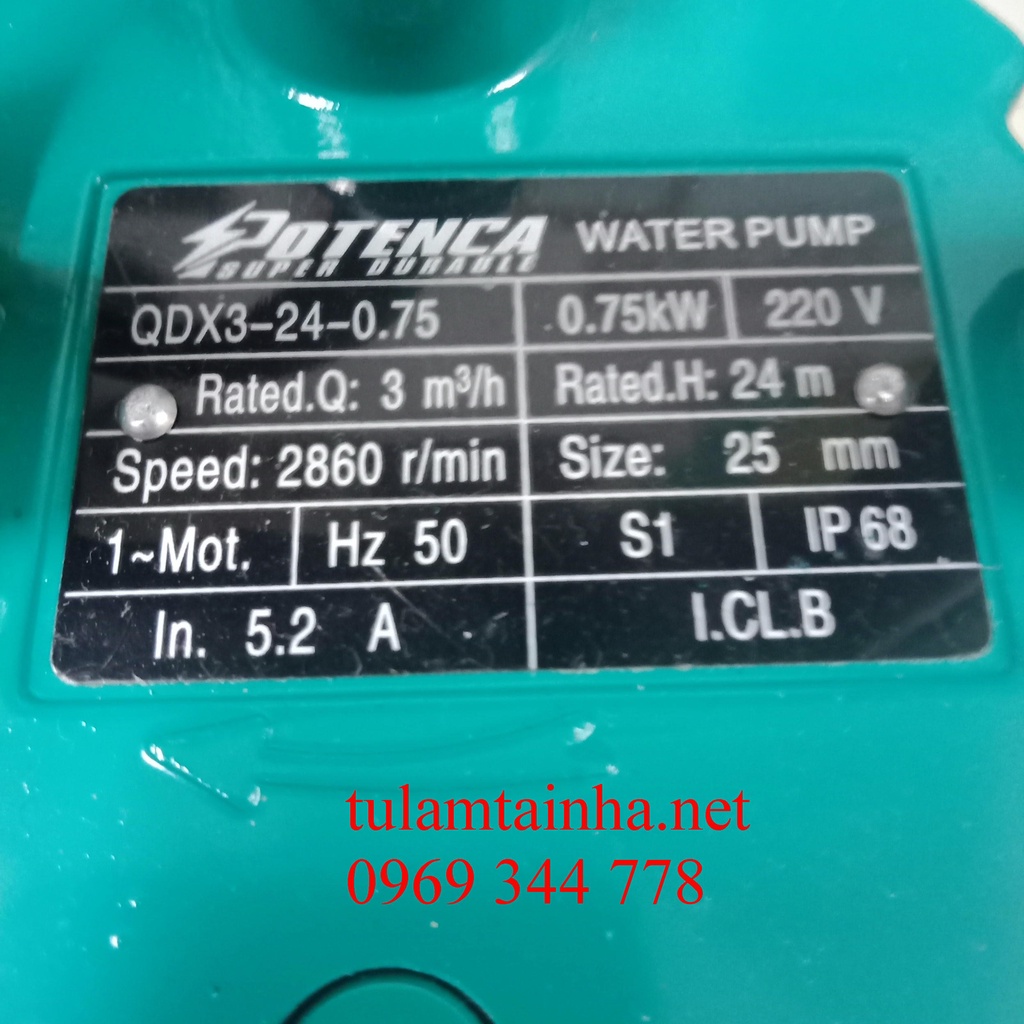 POTENCA WATER PUMP
SUPER DURABLE
QDX3-24-0.75 0.75kW 220 V
Rated.Q: 3 m³/h Rated.H: 24 m
Speed: 2860 r/min Size: 25 mm
1~Mot. Hz 50 S1 IP 68
In. 5.2 A I.CL.B
tulamtainha.net
0969 344 778